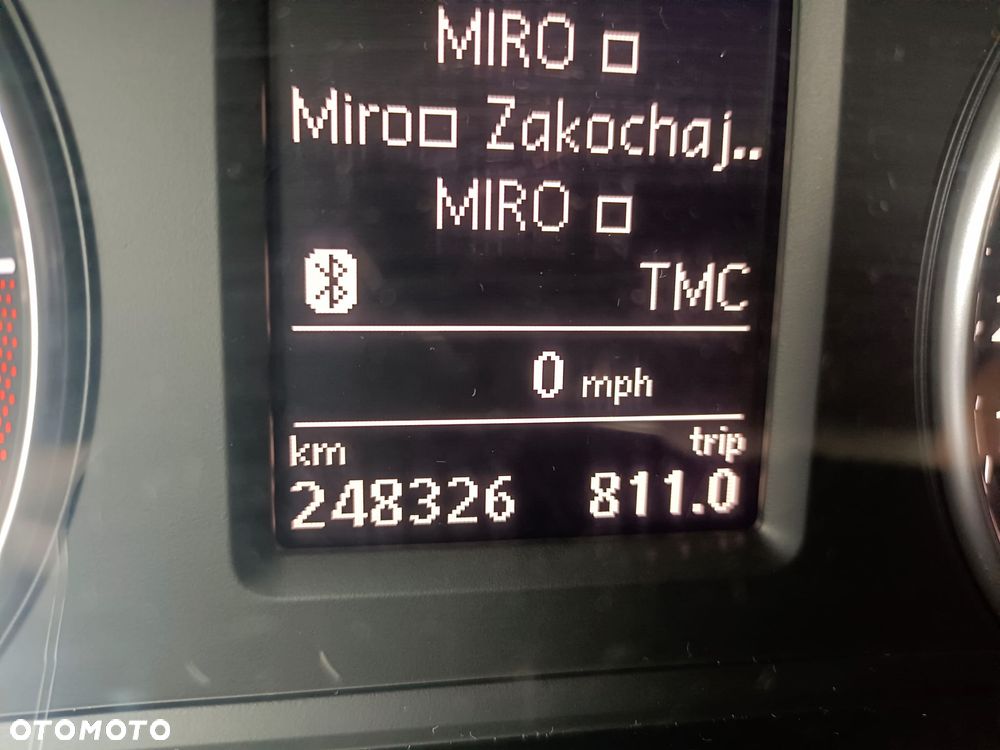 MIRO □
Miro□ Zakochaj..
MIRO □
TMC
0 mph
km trip
248326 811.0
OTOMOTO